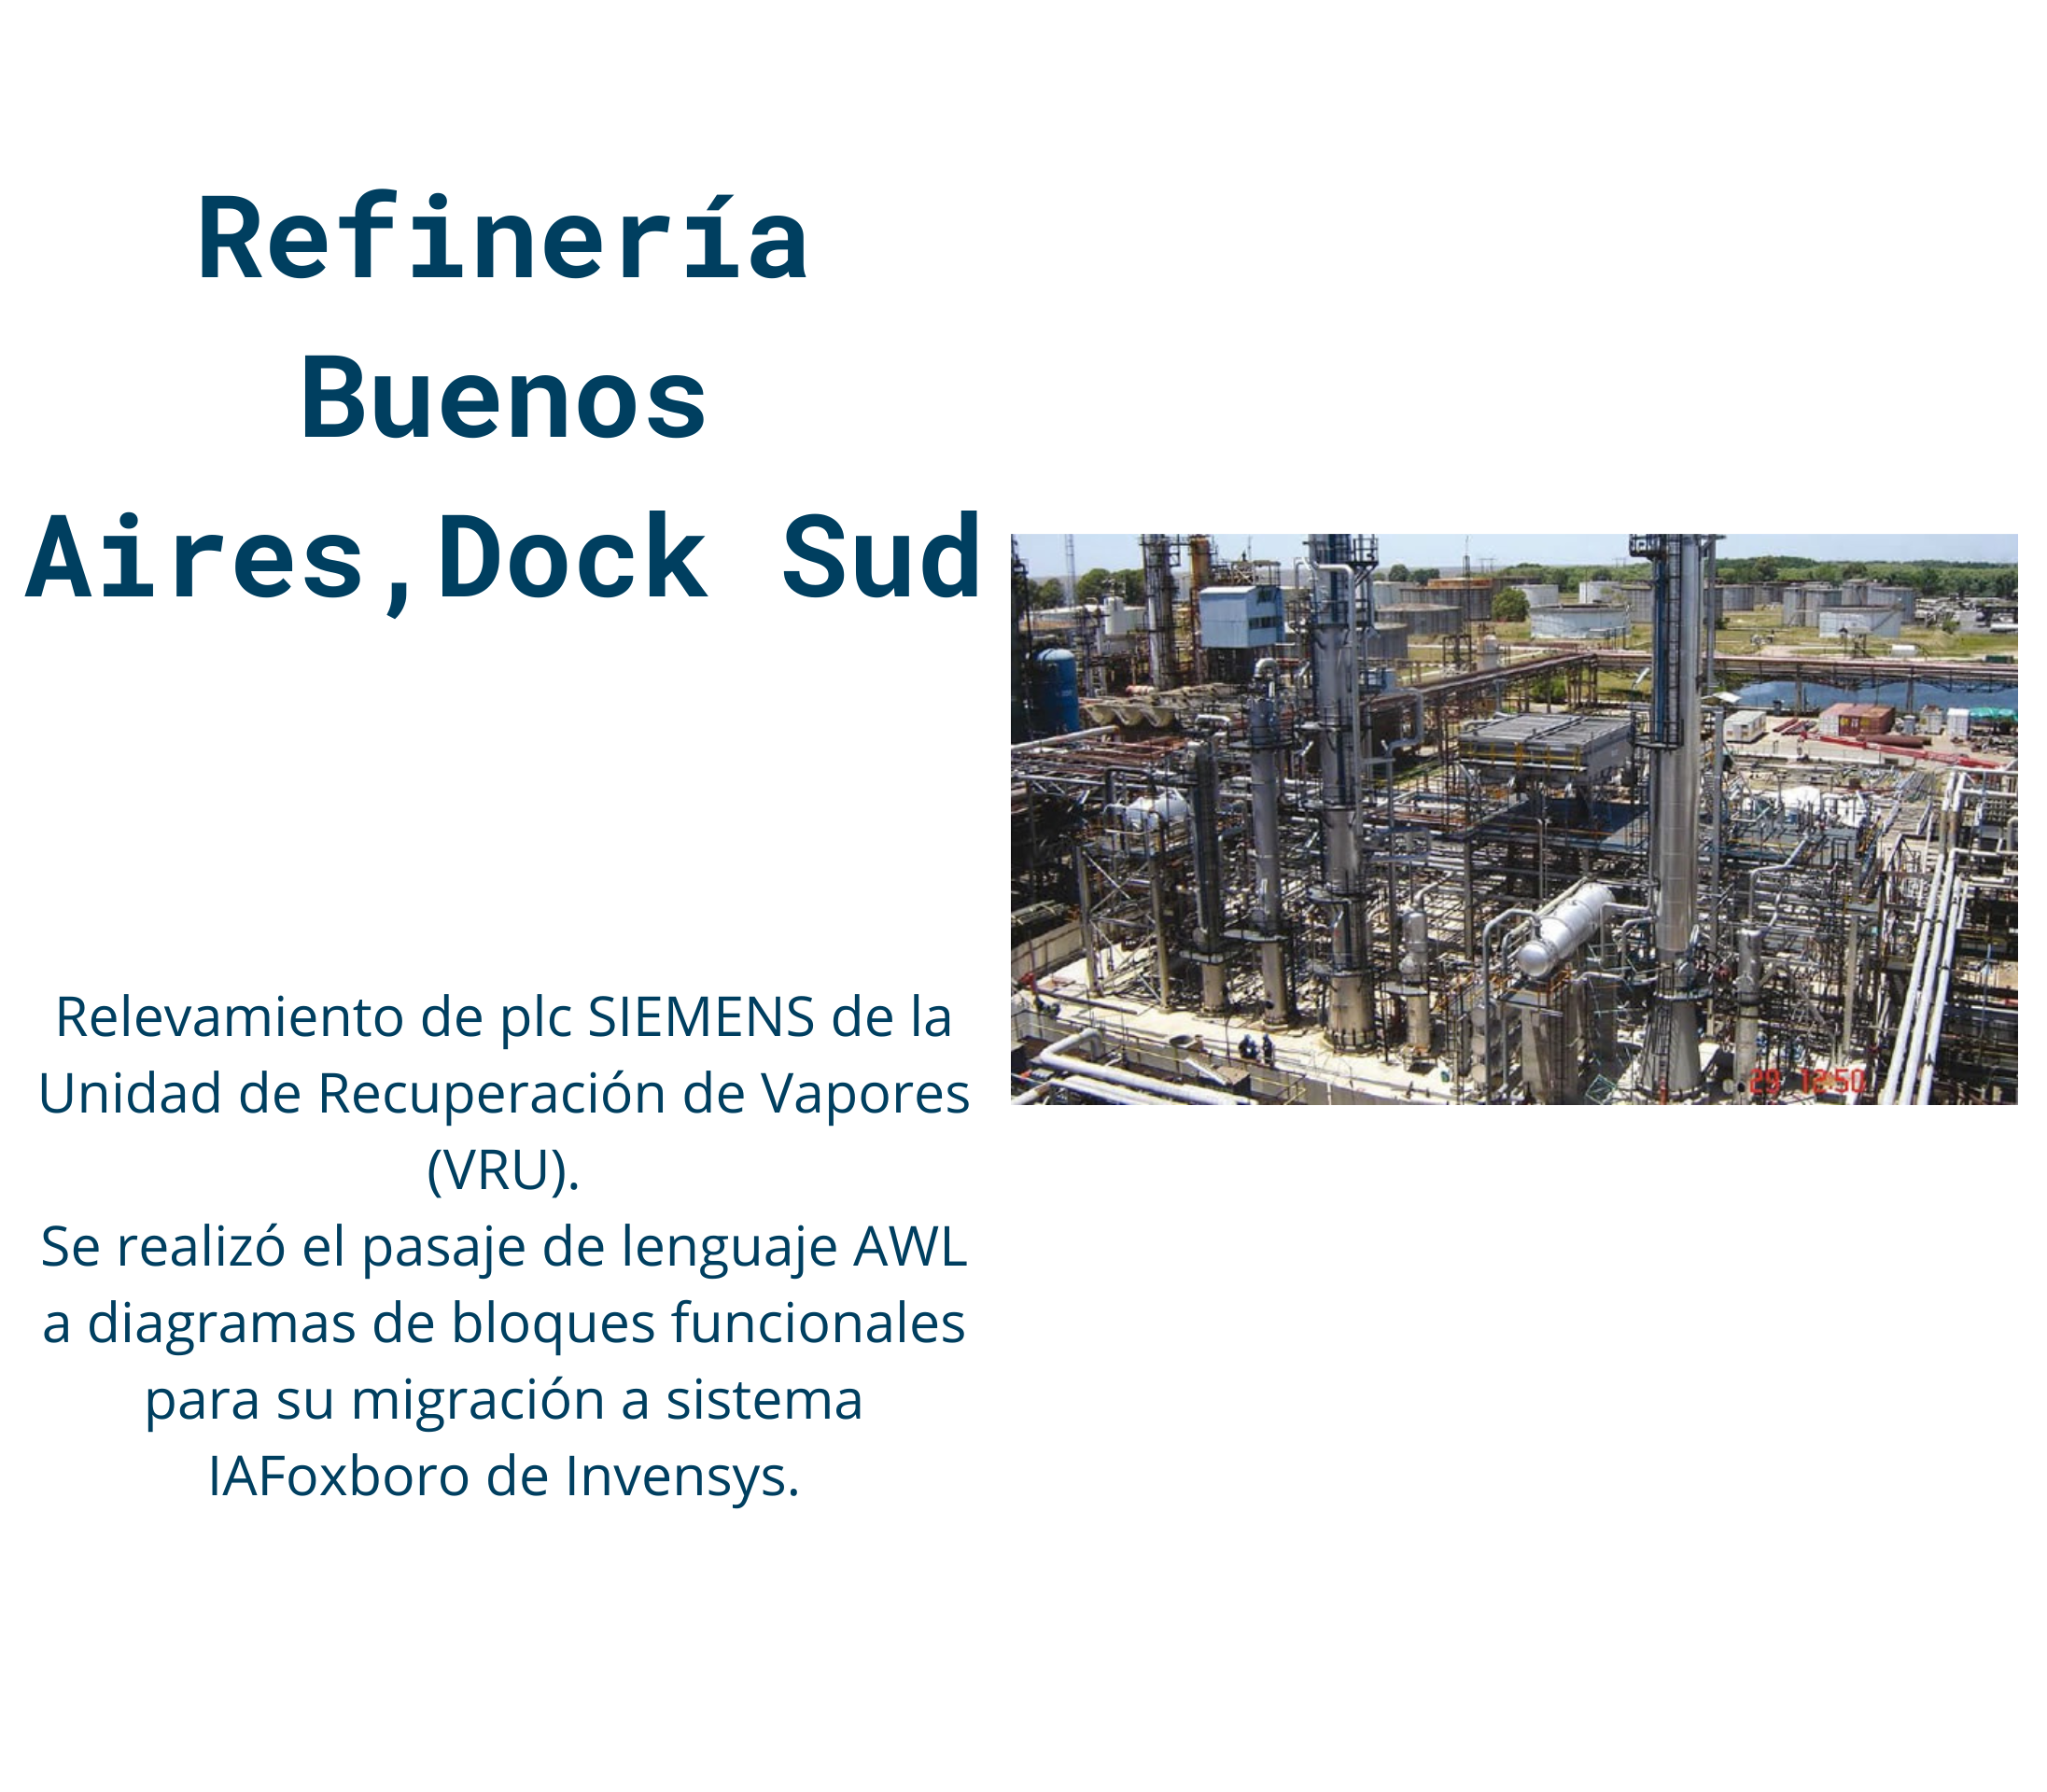 Refinería
Buenos
Aires,Dock Sud
Relevamiento de plc SIEMENS de la
Unidad de Recuperación de Vapores
(VRU).
Se realizó el pasaje de lenguaje AWL
a diagramas de bloques funcionales
para su migración a sistema
IAFoxboro de Invensys.
29 12:50